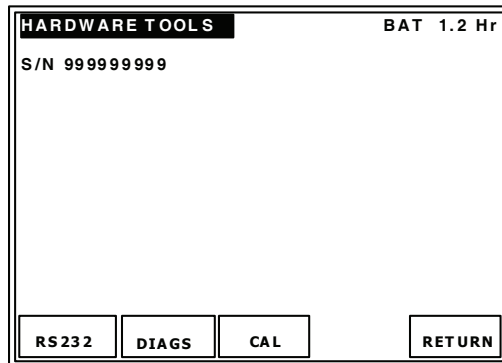 HARDWARE TOOLS BAT 1.2 Hr
S/N 999999999
RS232 DIAGS CAL RETURN